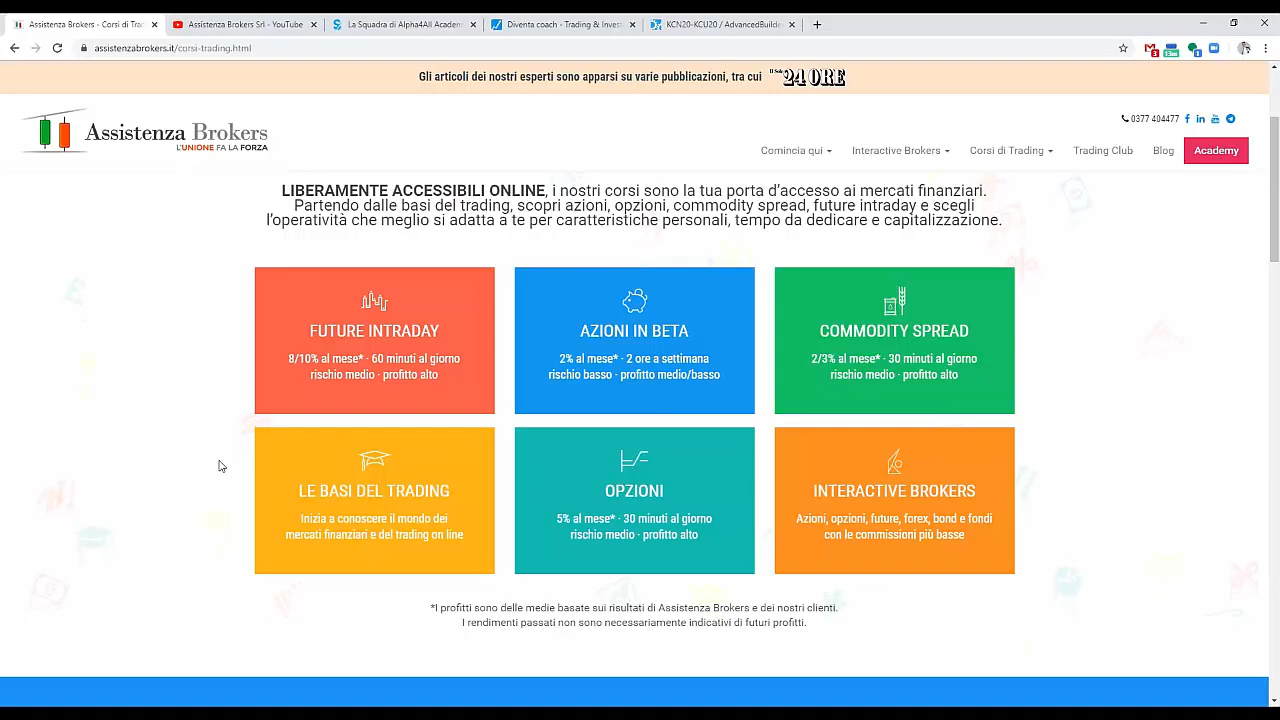 Assistenza Brokers - Corsi di Trac
Assistenza Brokers Srl - YouTube
La Squadra di Alpha4All Academ
Diventa coach - Trading & Invest
KCN20-KCU20 / AdvancedBuilde
assistenzabrokers.it/corsi-trading.html
Gli articoli dei nostri esperti sono apparsi su varie pubblicazioni, tra cui Il Sole 24 ORE
Assistenza Brokers
L'UNIONE FA LA FORZA
0377 404477
Comincia qui
Interactive Brokers
Corsi di Trading
Trading Club
Blog
Academy
LIBERAMENTE ACCESSIBILI ONLINE, i nostri corsi sono la tua porta d'accesso ai mercati finanziari.
Partendo dalle basi del trading, scopri azioni, opzioni, commodity spread, future intraday e scegli
l'operatività che meglio si adatta a te per caratteristiche personali, tempo da dedicare e capitalizzazione.
FUTURE INTRADAY
8/10% al mese* - 60 minuti al giorno
rischio medio - profitto alto
AZIONI IN BETA
2% al mese* - 2 ore a settimana
rischio basso - profitto medio/basso
COMMODITY SPREAD
2/3% al mese* - 30 minuti al giorno
rischio medio - profitto alto
LE BASI DEL TRADING
Inizia a conoscere il mondo dei
mercati finanziari e del trading on line
OPZIONI
5% al mese* - 30 minuti al giorno
rischio medio - profitto alto
INTERACTIVE BROKERS
Azioni, opzioni, future, forex, bond e fondi
con le commissioni più basse
*I profitti sono delle medie basate sui risultati di Assistenza Brokers e dei nostri clienti.
I rendimenti passati non sono necessariamente indicativi di futuri profitti.